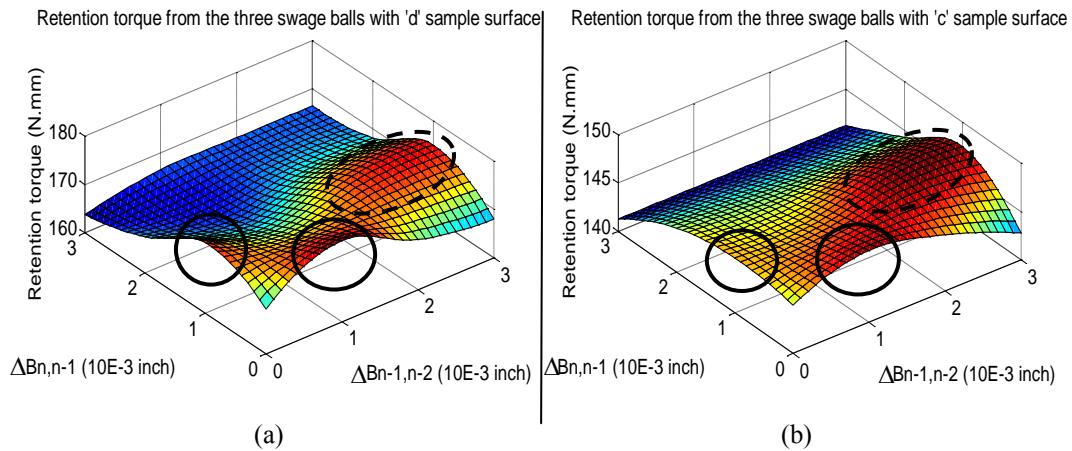 Retention torque from the three swage balls with 'd' sample surface
Retention torque (N.mm)
180
170
160
3
2
1
0
0
1
2
3
ΔBn,n-1 (10E-3 inch)
ΔBn-1,n-2 (10E-3 inch)
(a)
Retention torque from the three swage balls with 'c' sample surface
Retention torque (N.mm)
150
145
140
3
2
1
0
0
1
2
3
ΔBn,n-1 (10E-3 inch)
ΔBn-1,n-2 (10E-3 inch)
(b)